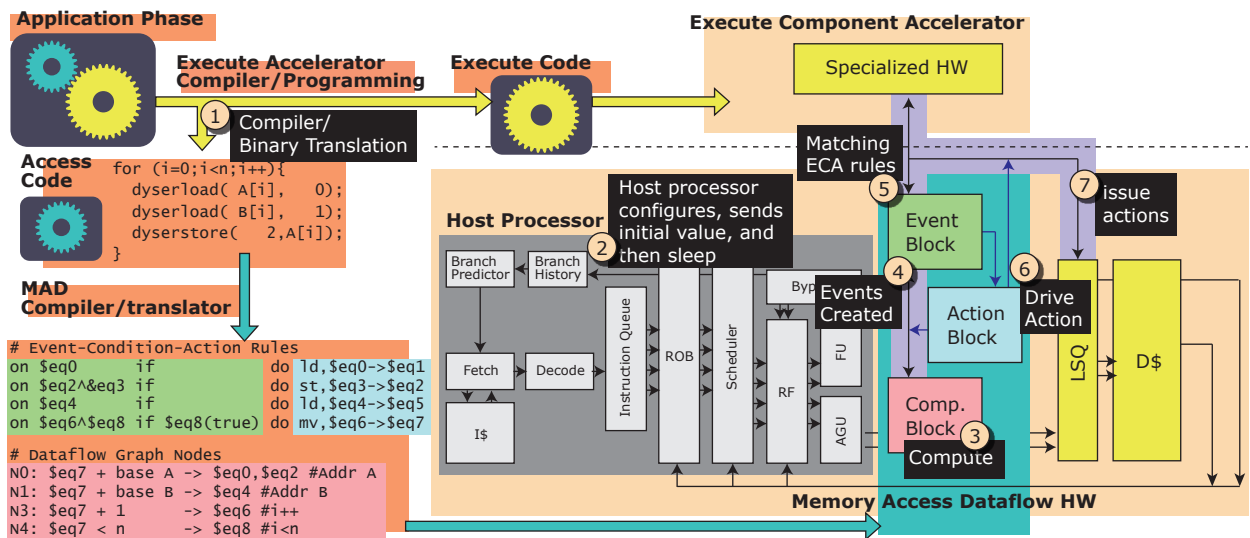 Application Phase
Execute Accelerator
Compiler/Programming
Execute Code
Execute Component Accelerator
Specialized HW
1
Compiler/
Binary Translation
Access
Code
for (i=0;i<n;i++){
dyserload( A[i], 0);
dyserload( B[i], 1);
dyserstore( 2,A[i]);
}
MAD
Compiler/translator
# Event-Condition-Action Rules
on $eq0 if do ld,$eq0->$eq1
on $eq2^&eq3 if do st,$eq3->$eq2
on $eq4 if do ld,$eq4->$eq5
on $eq6^$eq8 if $eq8(true) do mv,$eq6->$eq7
# Dataflow Graph Nodes
N0: $eq7 + base A -> $eq0,$eq2 #Addr A
N1: $eq7 + base B -> $eq4 #Addr B
N3: $eq7 + 1 -> $eq6 #i++
N4: $eq7 < n -> $eq8 #i<n
Host Processor
2
Host processor
configures, sends
initial value, and
then sleep
Branch
Predictor
Branch
History
Fetch
Decode
I$
Instruction Queue
ROB
Scheduler
Byp
RF
FU
AGU
Matching
ECA rules
5
Event
Block
4
Events
Created
6
Drive
Action
Action
Block
7
issue
actions
Comp.
Block
3
Compute
LSQ
D$
Memory Access Dataflow HW